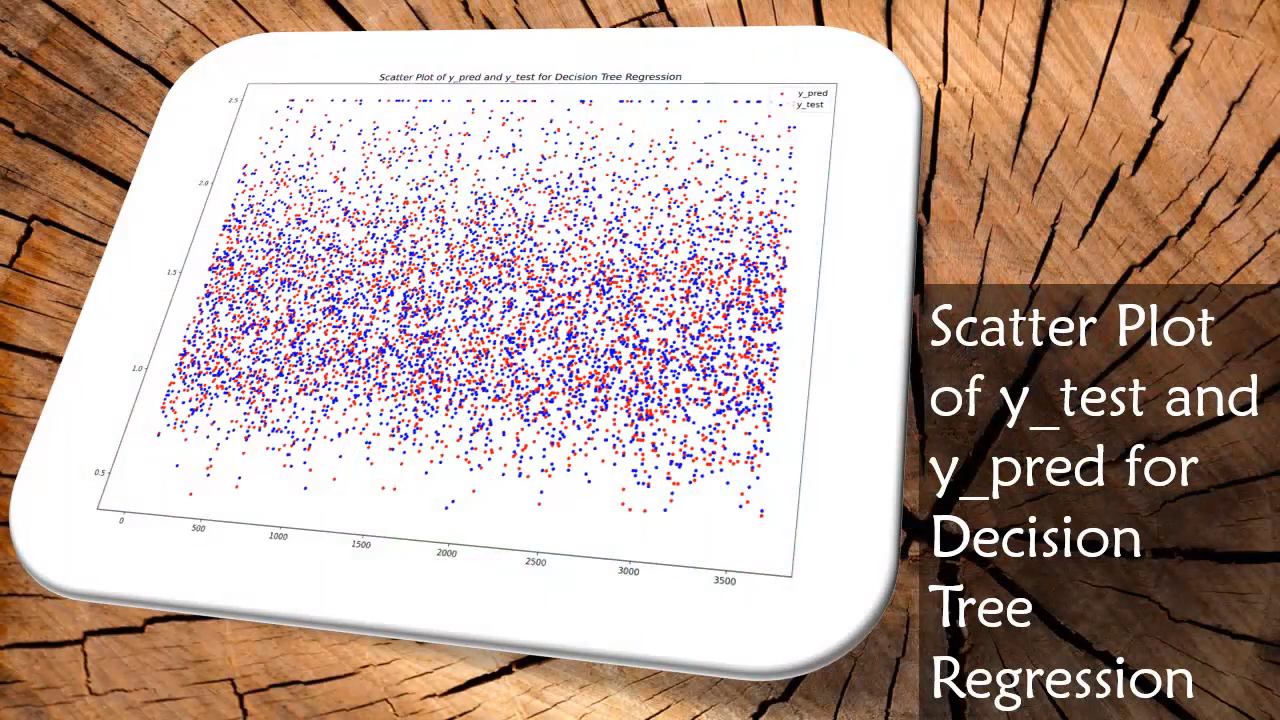 Scatter Plot of y_pred and y_test for Decision Tree Regression
y_pred
y_test
2.5
2.0
1.5
1.0
0.5
0 500 1000 1500 2000 2500 3000 3500
Scatter Plot
of y_test and
y_pred for
Decision
Tree
Regression